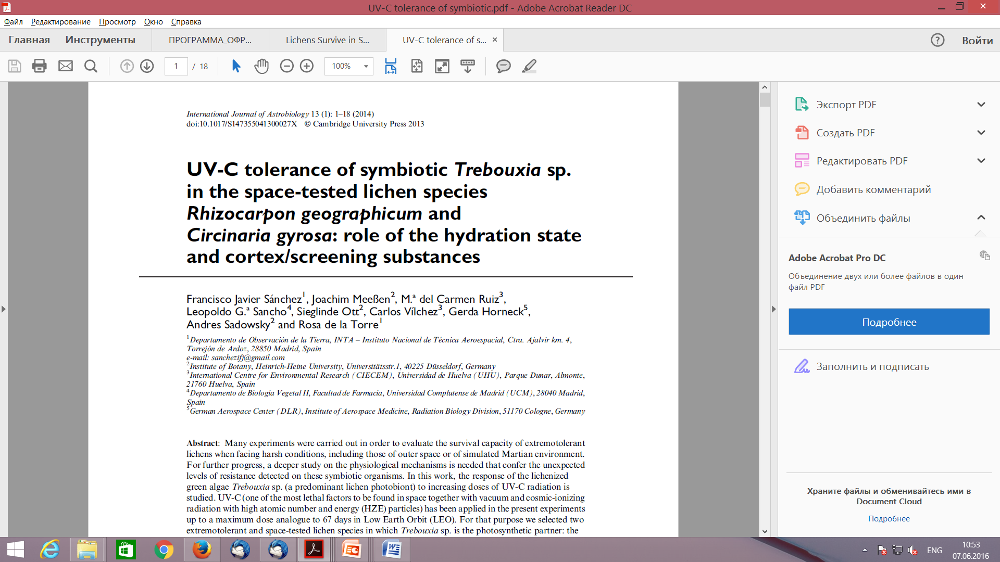 UV-C tolerance of symbiotic.pdf - Adobe Acrobat Reader DC
Файл Редактирование Просмотр Окно Справка
Главная Инструменты ПРОГРАММА_ОФР... Lichens Survive in S... UV-C tolerance of s... × ? Войти
1 / 18 100%
International Journal of Astrobiology 13 (1): 1–18 (2014)
doi:10.1017/S147355041300027X © Cambridge University Press 2013
UV-C tolerance of symbiotic Trebouxia sp.
in the space-tested lichen species
Rhizocarpon geographicum and
Circinaria gyrosa: role of the hydration state
and cortex/screening substances
Francisco Javier Sánchez1, Joachim Meeßen2, M.ª del Carmen Ruiz3,
Leopoldo G.ª Sancho4, Sieglinde Ott2, Carlos Vílchez3, Gerda Horneck5,
Andres Sadowsky2 and Rosa de la Torre1
1Departamento de Observación de la Tierra, INTA – Instituto Nacional de Técnica Aeroespacial, Ctra. Ajalvir km. 4,
Torrejón de Ardoz, 28850 Madrid, Spain
e-mail: sanchezifj@gmail.com
2Institute of Botany, Heinrich-Heine University, Universitätsstr.1, 40225 Düsseldorf, Germany
3International Centre for Environmental Research (CIECEM), Universidad de Huelva (UHU), Parque Dunar, Almonte,
21760 Huelva, Spain
4Departamento de Biología Vegetal II, Facultad de Farmacia, Universidad Complutense de Madrid (UCM), 28040 Madrid,
Spain
5German Aerospace Center (DLR), Institute of Aerospace Medicine, Radiation Biology Division, 51170 Cologne, Germany
Abstract: Many experiments were carried out in order to evaluate the survival capacity of extremotolerant
lichens when facing harsh conditions, including those of outer space or of simulated Martian environment.
For further progress, a deeper study on the physiological mechanisms is needed that confer the unexpected
levels of resistance detected on these symbiotic organisms. In this work, the response of the lichenized
green algae Trebouxia sp. (a predominant lichen photobiont) to increasing doses of UV-C radiation is
studied. UV-C (one of the most lethal factors to be found in space together with vacuum and cosmic-ionizing
radiation with high atomic number and energy (HZE) particles) has been applied in the present experiments
up to a maximum dose analogue to 67 days in Low Earth Orbit (LEO). For that purpose we selected two
extremotolerant and space-tested lichen species in which Trebouxia sp. is the photosynthetic partner: the
Экспорт PDF
Создать PDF
Редактировать PDF
Добавить комментарий
Объединить файлы
Adobe Acrobat Pro DC
Объединение двух или более файлов в один
файл PDF
Подробнее
Заполнить и подписать
Храните файлы и обменивайтесь ими в
Document Cloud
Подробнее
ENG
10:53
07.06.2016